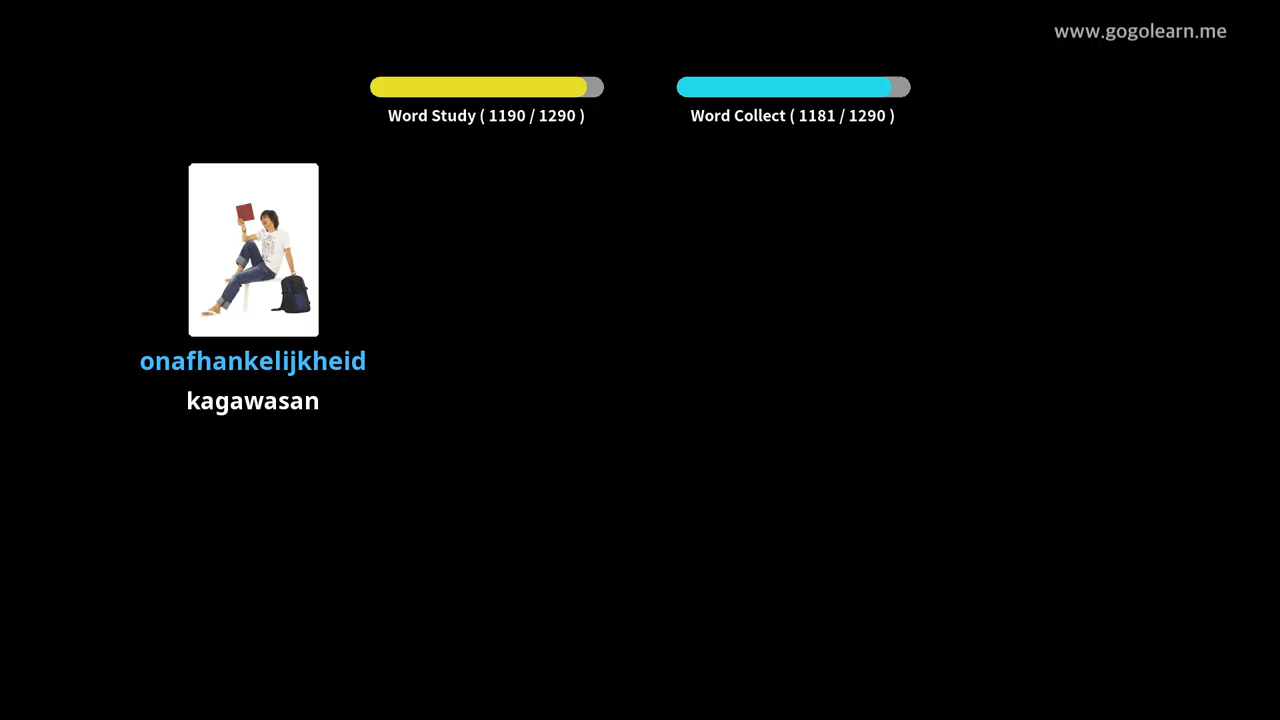 www.gogolearn.me
Word Study ( 1190 / 1290 )
Word Collect ( 1181 / 1290 )
onafhankelijkheid
kagawasan